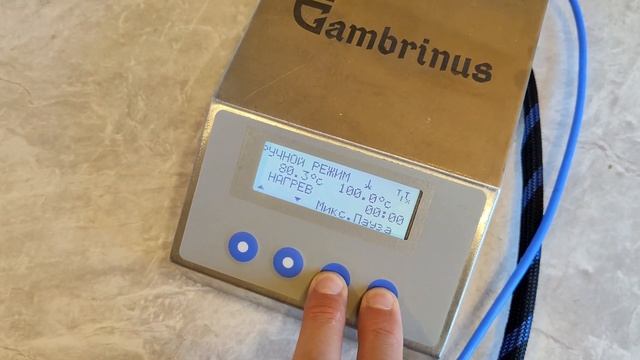 Gambrinus
РУЧНОЙ РЕЖИМ
80.3°c 100.0°c
НАГРЕВ 00:00
Микс.Пауза